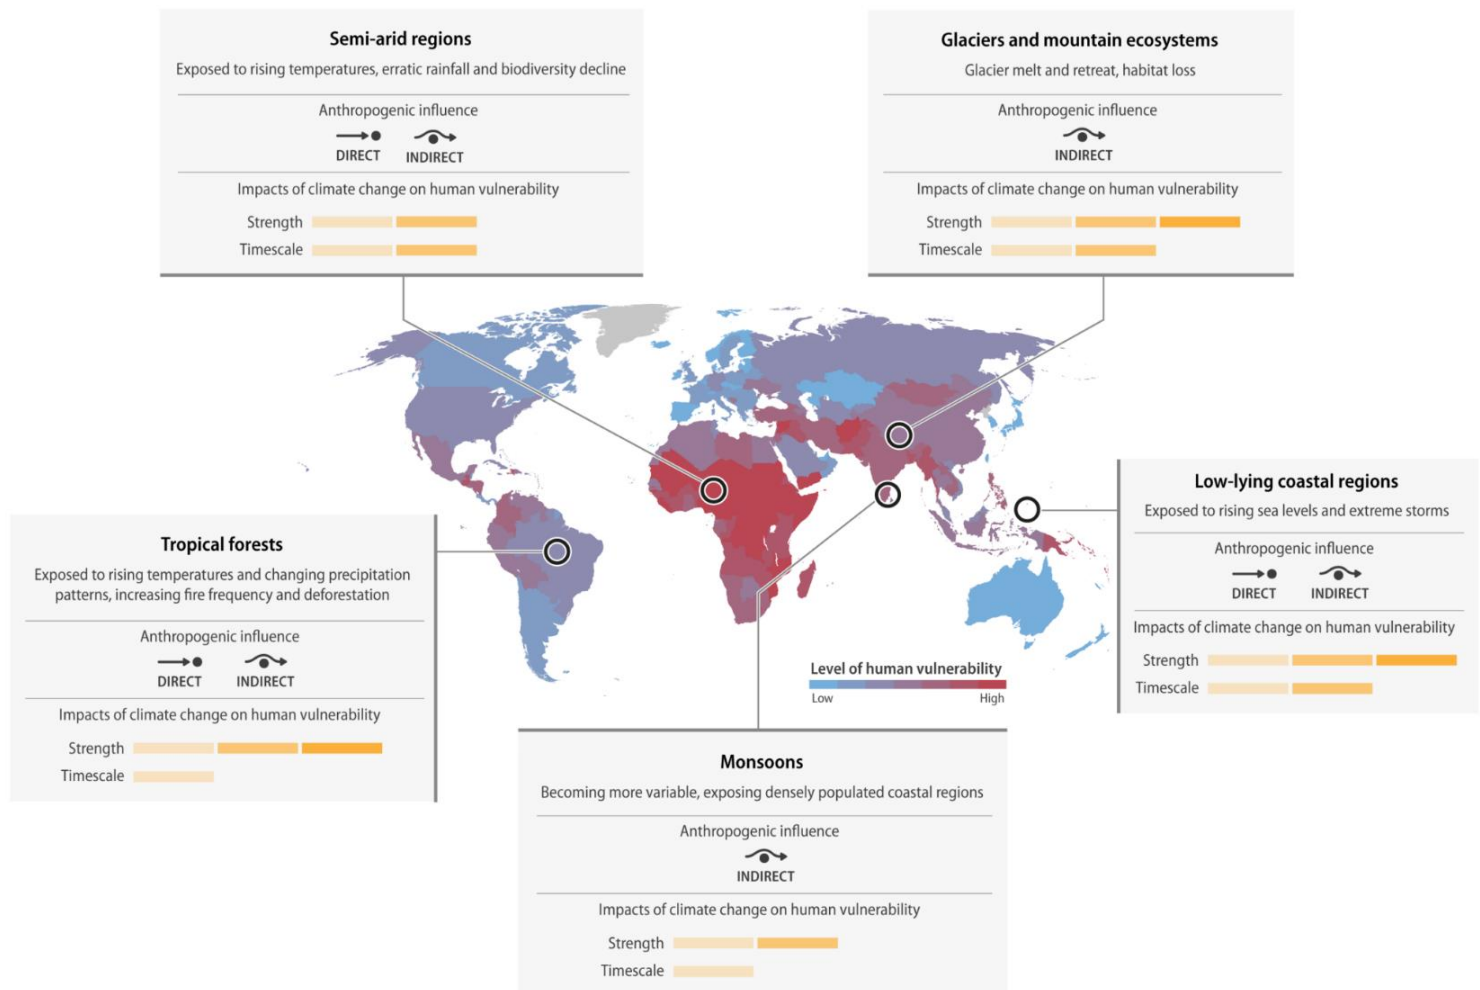 Semi-arid regions
Exposed to rising temperatures, erratic rainfall and biodiversity decline
Anthropogenic influence
DIRECT INDIRECT
Impacts of climate change on human vulnerability
Strength
Timescale
Glaciers and mountain ecosystems
Glacier melt and retreat, habitat loss
Anthropogenic influence
INDIRECT
Impacts of climate change on human vulnerability
Strength
Timescale
Low-lying coastal regions
Exposed to rising sea levels and extreme storms
Anthropogenic influence
DIRECT INDIRECT
Impacts of climate change on human vulnerability
Strength
Timescale
Tropical forests
Exposed to rising temperatures and changing precipitation
patterns, increasing fire frequency and deforestation
Anthropogenic influence
DIRECT INDIRECT
Impacts of climate change on human vulnerability
Strength
Timescale
Level of human vulnerability
Low High
Monsoons
Becoming more variable, exposing densely populated coastal regions
Anthropogenic influence
INDIRECT
Impacts of climate change on human vulnerability
Strength
Timescale